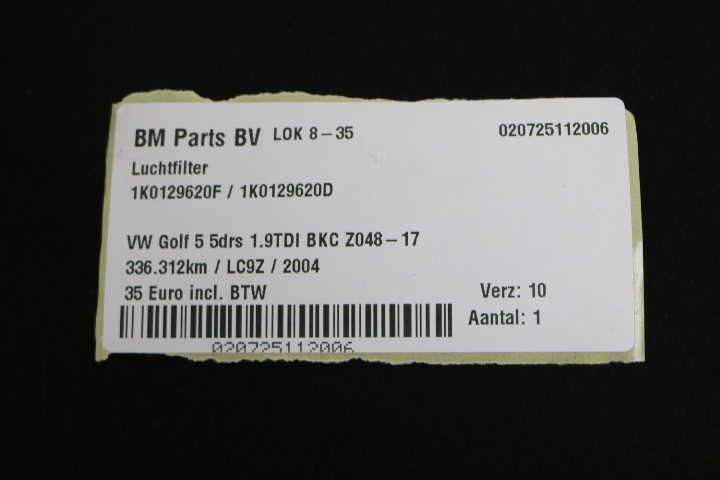 BM Parts BV LOK 8-35 020725112006
Luchtfilter
1K0129620F / 1K0129620D
VW Golf 5 5drs 1.9TDI BKC Z048-17
336.312km / LC9Z / 2004
35 Euro incl. BTW Verz: 10
Aantal: 1
020725112006